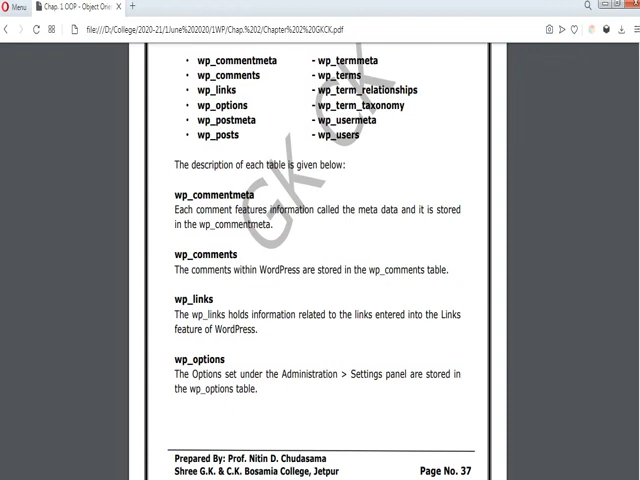 Menu
Chap. 1 OOP - Object Orie
file:///D:/College/2020-21/1June%202020/1WP/Chap.%202/Chapter%202%20GKCK.pdf
• wp_commentmeta - wp_termmeta
• wp_comments - wp_terms
• wp_links - wp_term_relationships
• wp_options - wp_term_taxonomy
• wp_postmeta - wp_usermeta
• wp_posts - wp_users
The description of each table is given below:
wp_commentmeta
Each comment features information called the meta data and it is stored
in the wp_commentmeta.
wp_comments
The comments within WordPress are stored in the wp_comments table.
wp_links
The wp_links holds information related to the links entered into the Links
feature of WordPress.
wp_options
The Options set under the Administration > Settings panel are stored in
the wp_options table.
GK CK
Prepared By: Prof. Nitin D. Chudasama
Shree G.K. & C.K. Bosamia College, Jetpur Page No. 37